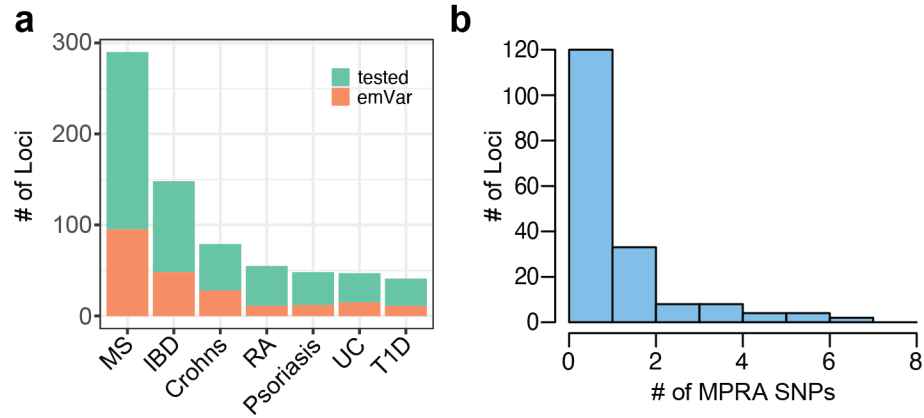 a
# of Loci
300
200
100
0
tested
emVar
MS
IBD
Crohns
RA
Psoriasis
UC
T1D
b
# of Loci
120
100
80
60
40
20
0
0 2 4 6 8
# of MPRA SNPs